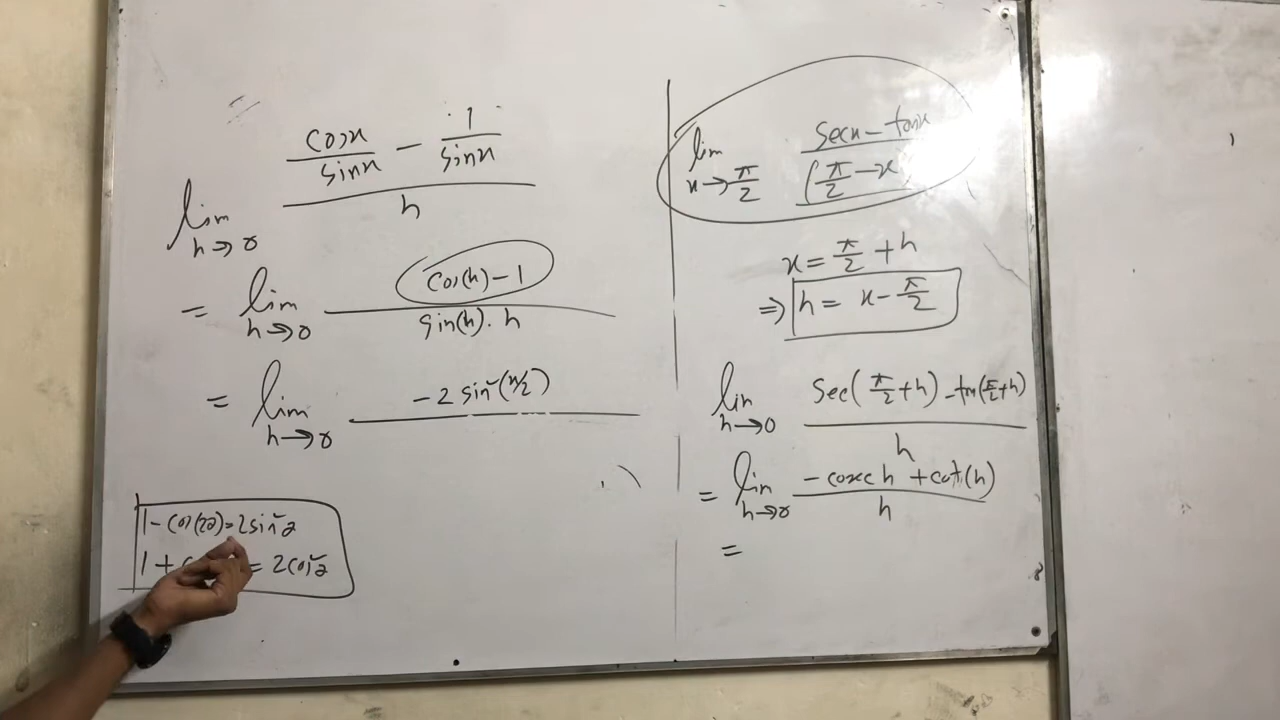 lim h→0 (cosx/sinx − 1/sinx)/h
= lim h→0 (cos(h) − 1)/(sin(h) · h)
= lim h→0 −2 sin²(x/2)
1 − cos(2θ) = 2sin²θ
1 + = 2cos²θ
lim x→π/2 (secx − tanx)/(π/2 − x)
x = π/2 + h
⇒ h = x − π/2
lim h→0 (sec(π/2 + h) − tan(π/2 + h))/h
= lim h→0 (−cosec h + cot(h))/h
=